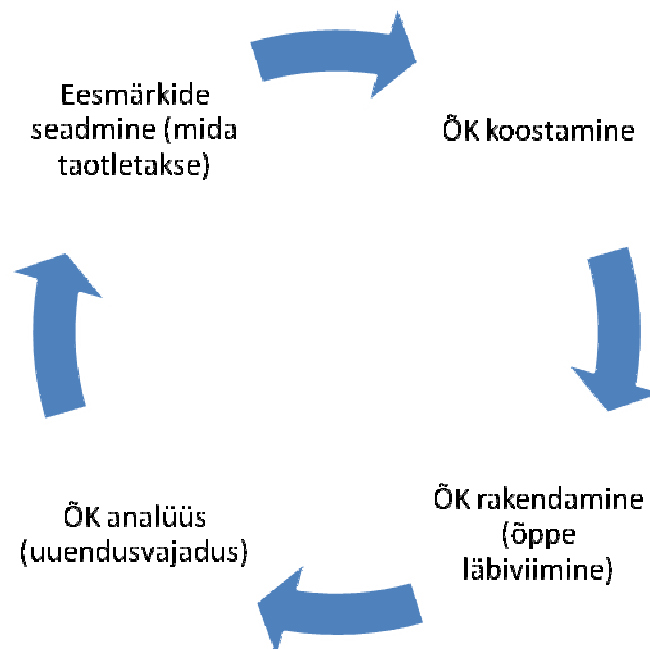 Eesmärkide
seadmine (mida
taotletakse)
ÕK koostamine
ÕK rakendamine
(õppe
läbiviimine)
ÕK analüüs
(uuendusvajadus)